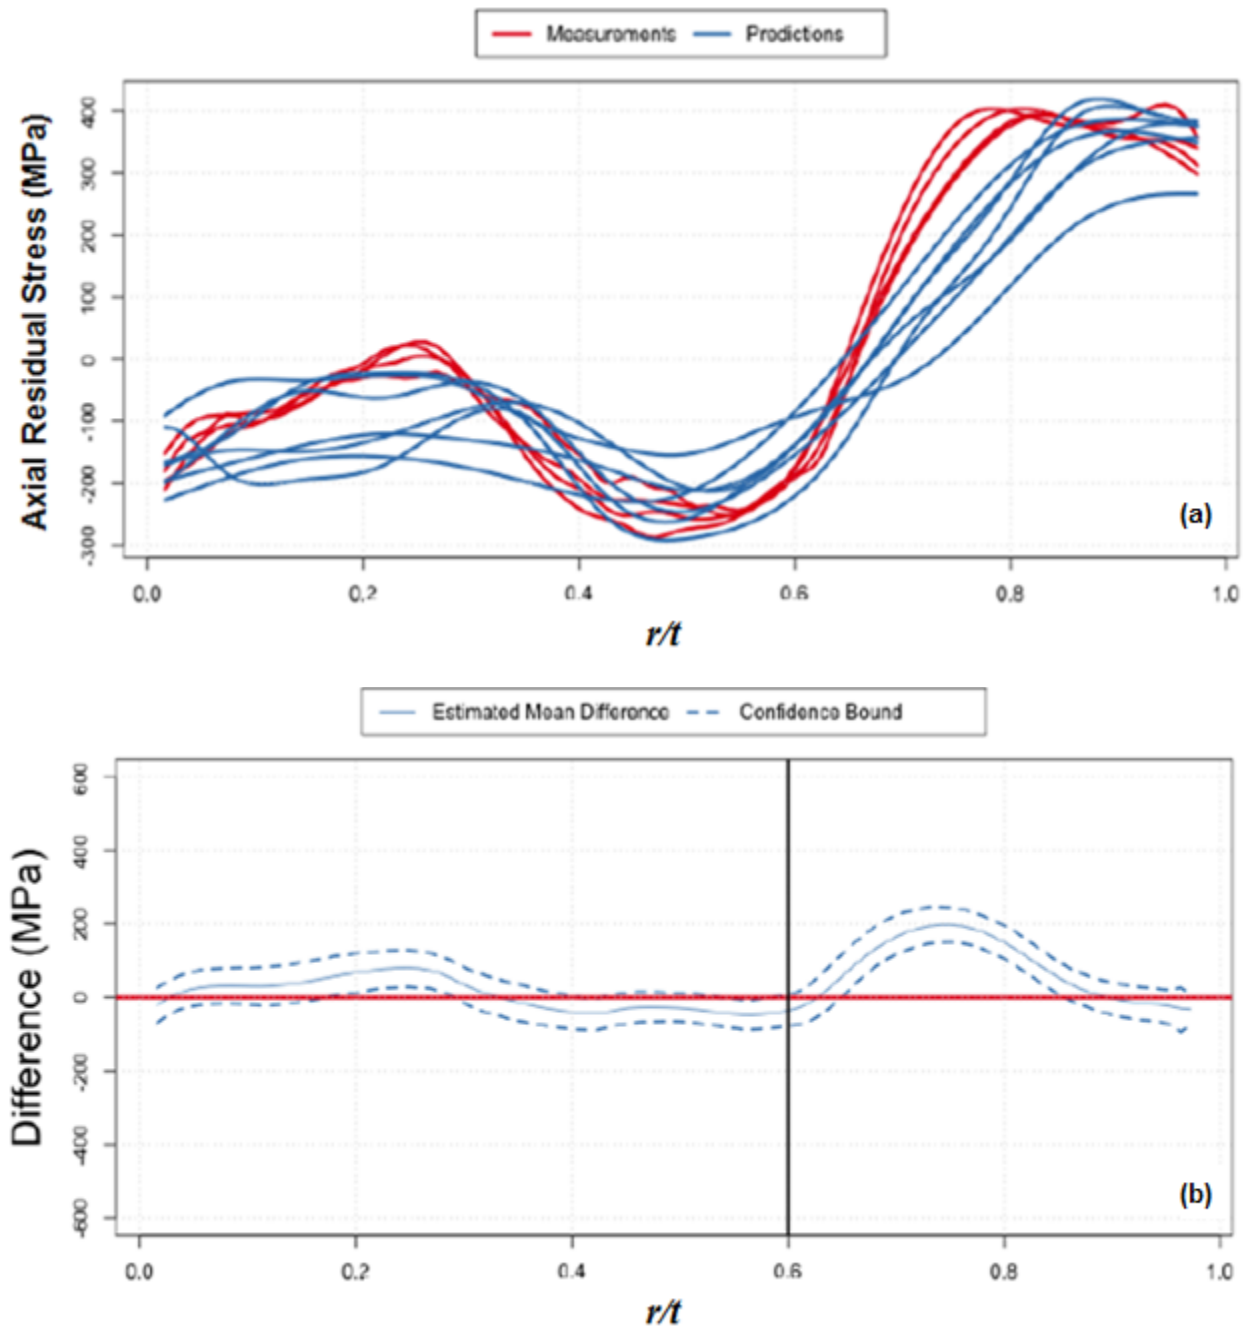 Measurements Predictions
Axial Residual Stress (MPa)
400
300
200
100
0
-100
-200
-300
(a)
0.0 0.2 0.4 0.6 0.8 1.0
r/t
Estimated Mean Difference Confidence Bound
Difference (MPa)
600
400
200
0
-200
-400
-600
(b)
0.0 0.2 0.4 0.6 0.8 1.0
r/t